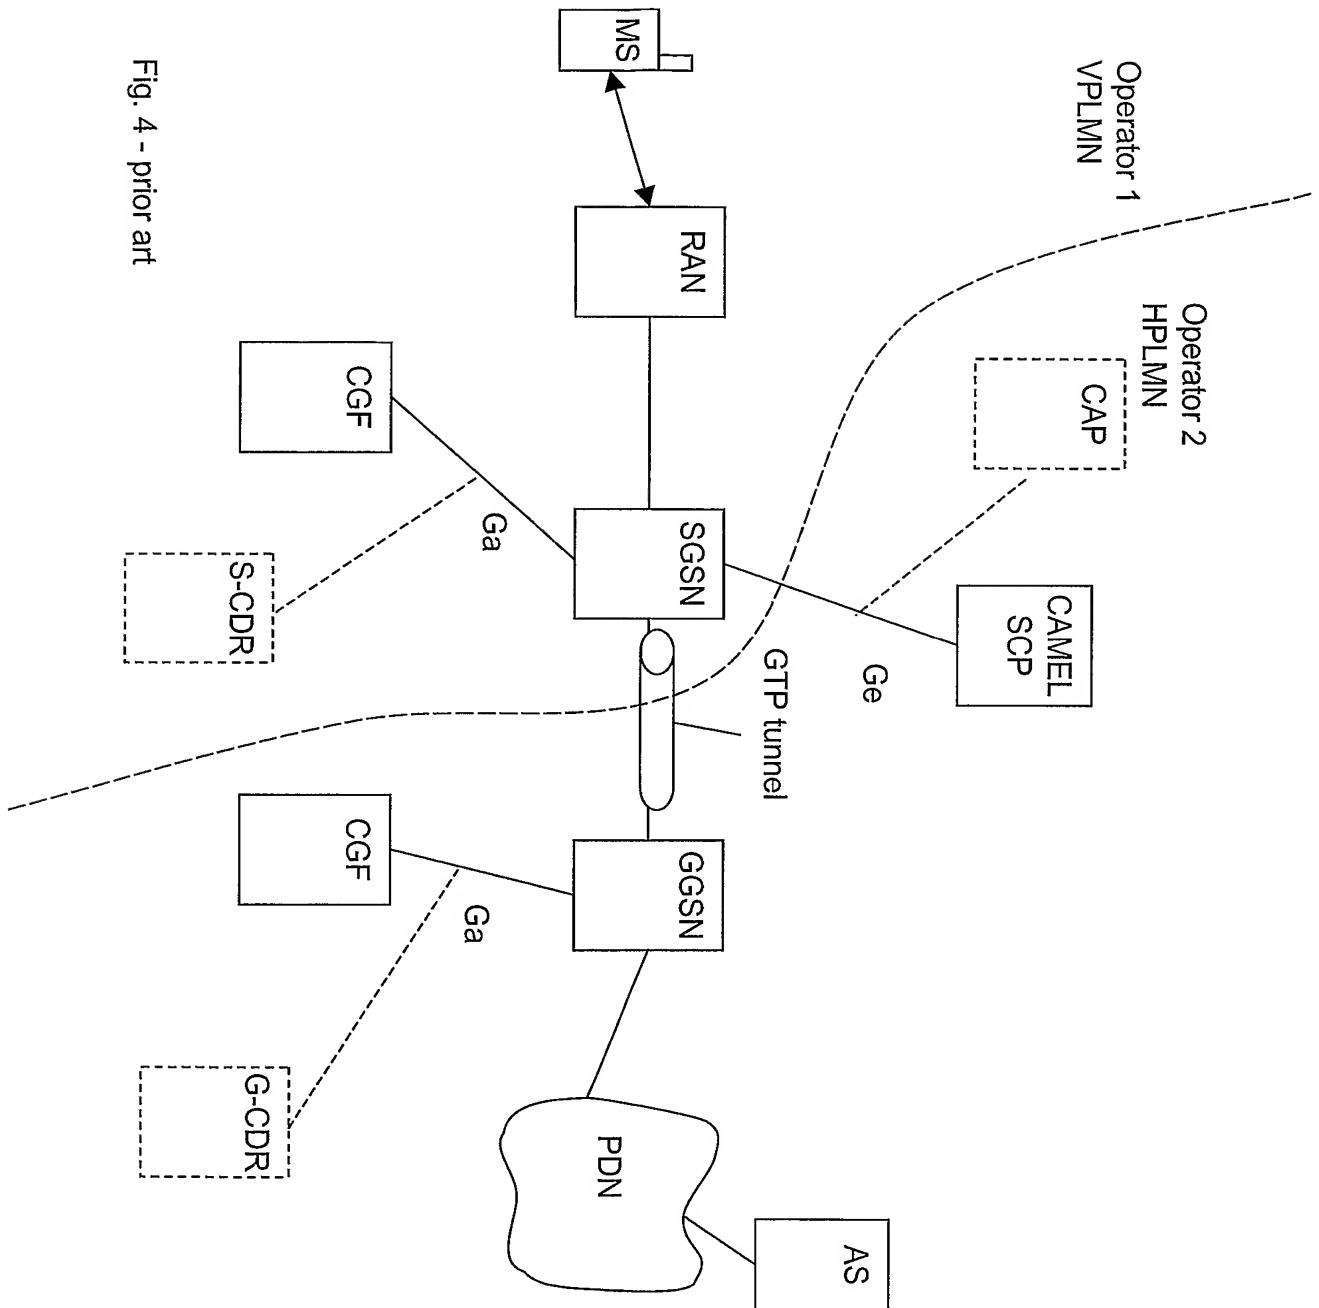 Operator 1
VPLMN
Operator 2
HPLMN
CAP
CAMEL
SCP
Ge
GTP tunnel
AS
MS
RAN
SGSN
GGSN
PDN
Ga
Ga
CGF
CGF
S-CDR
G-CDR
Fig. 4 - prior art